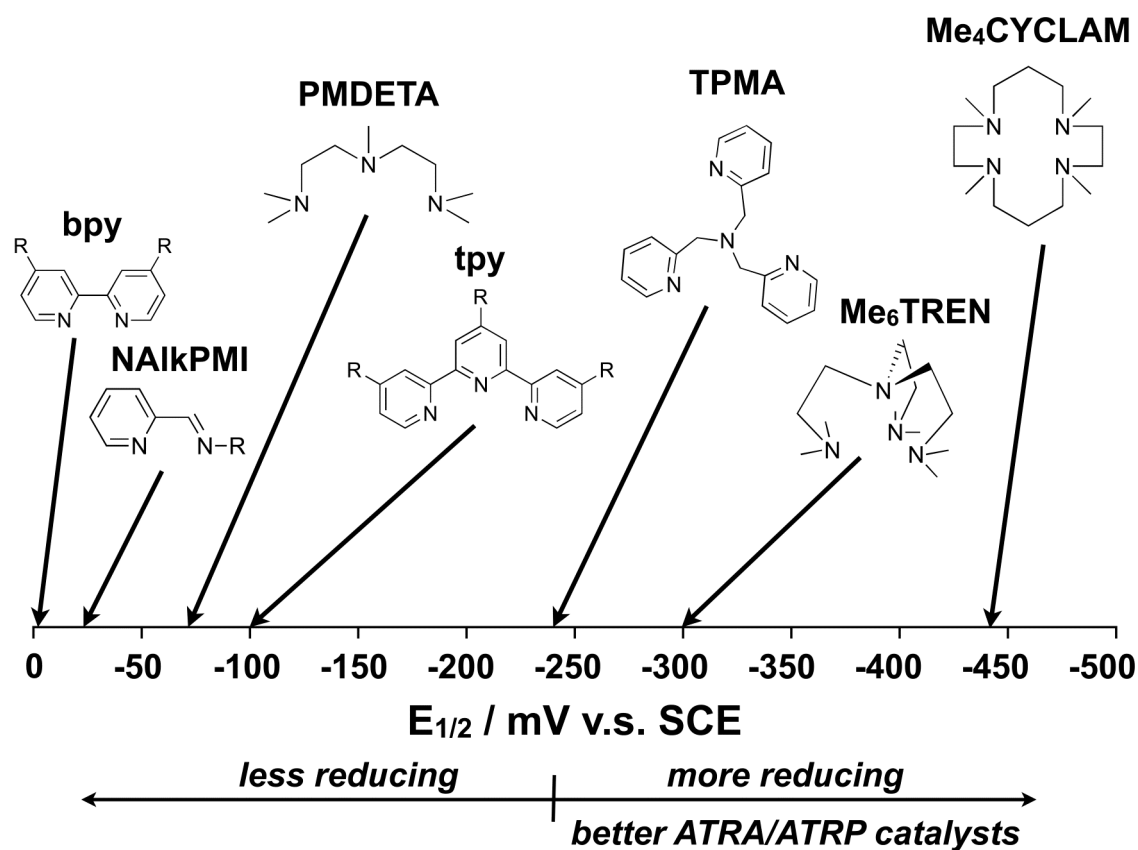 Me₄CYCLAM
PMDETA
TPMA
N
N
N
N
N
N
N
N
N
N
N
bpy
R
R
N
N
tpy
R
R
R
N
N
N
NAlkPMI
N
N–R
Me₆TREN
N
N
N
N
0
-50
-100
-150
-200
-250
-300
-350
-400
-450
-500
E₁/₂ / mV v.s. SCE
less reducing
more reducing
better ATRA/ATRP catalysts